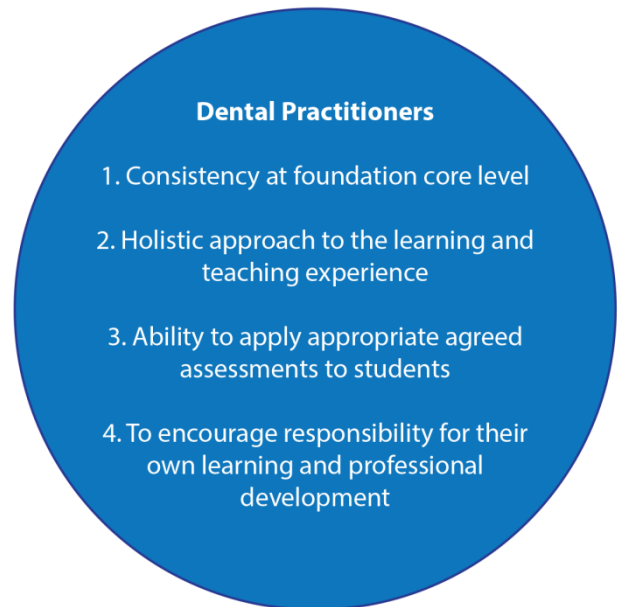 Dental Practitioners
1. Consistency at foundation core level
2. Holistic approach to the learning and
teaching experience
3. Ability to apply appropriate agreed
assessments to students
4. To encourage responsibility for their
own learning and professional
development